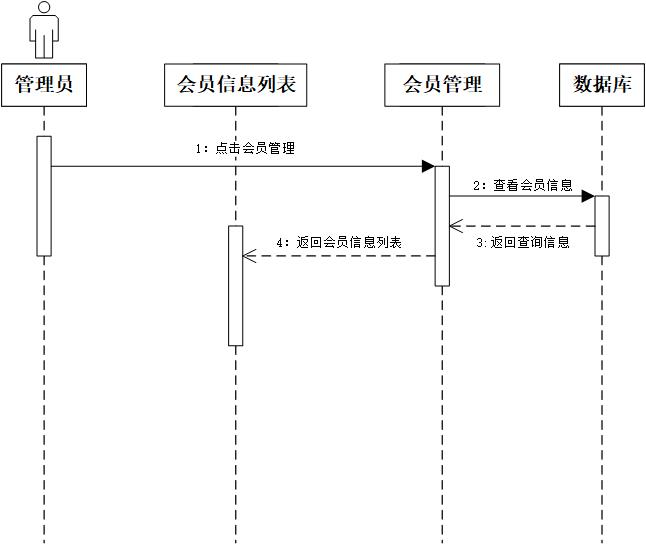 管理员
会员信息列表
会员管理
数据库
1：点击会员管理
2：查看会员信息
3:返回查询信息
4：返回会员信息列表